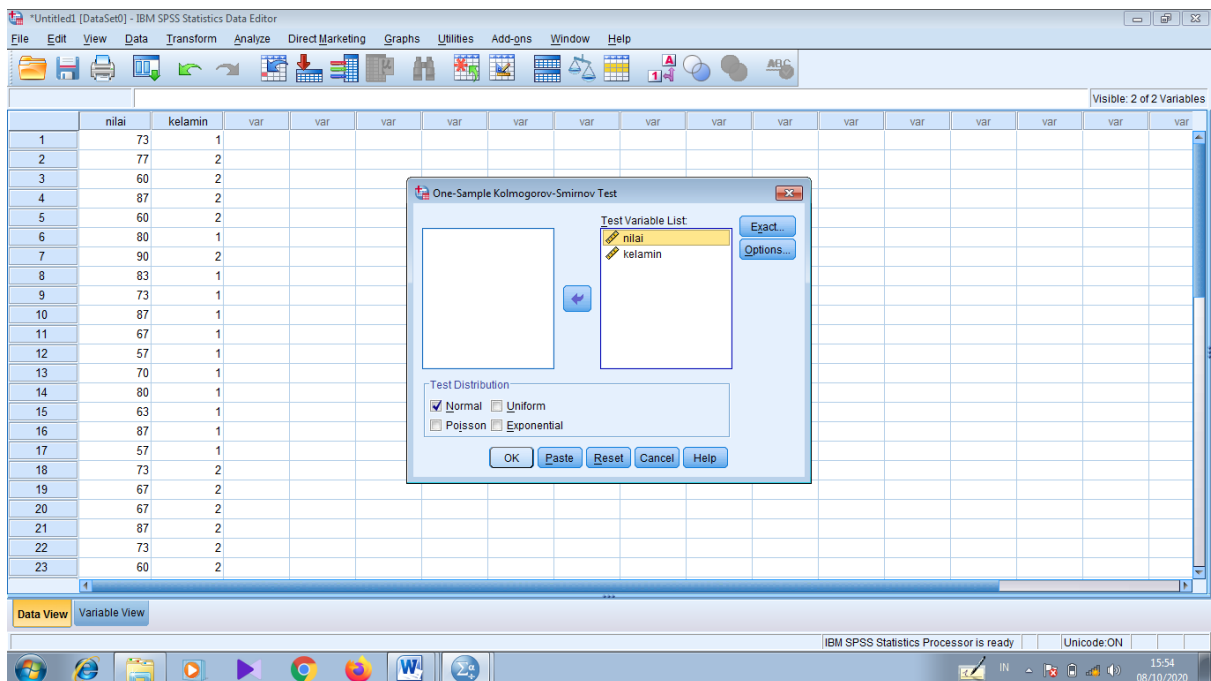 *Untitled1 [DataSet0] - IBM SPSS Statistics Data Editor
File Edit View Data Transform Analyze Direct Marketing Graphs Utilities Add-ons Window Help
Visible: 2 of 2 Variables
nilai kelamin var var var var var var var var var var var var var var var
1 73 1
2 77 2
3 60 2
4 87 2
5 60 2
6 80 1
7 90 2
8 83 1
9 73 1
10 87 1
11 67 1
12 57 1
13 70 1
14 80 1
15 63 1
16 87 1
17 57 1
18 73 2
19 67 2
20 67 2
21 87 2
22 73 2
23 60 2
One-Sample Kolmogorov-Smirnov Test
Test Variable List:
nilai
kelamin
Exact...
Options...
Test Distribution
Normal Uniform
Poisson Exponential
OK Paste Reset Cancel Help
Data View Variable View
IBM SPSS Statistics Processor is ready Unicode:ON
IN 15:54
08/10/2020